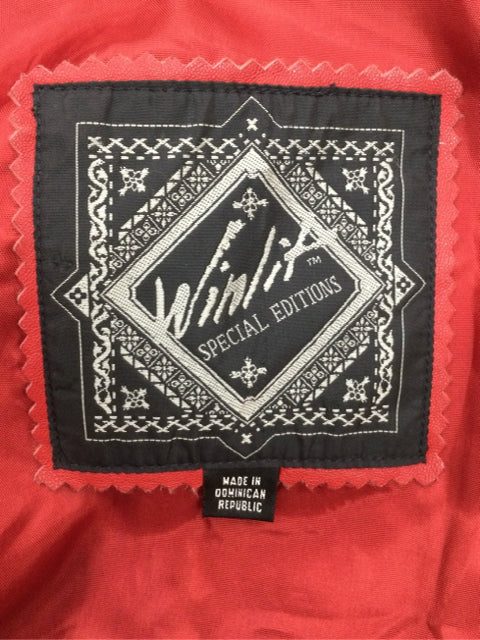 Winlit™
SPECIAL EDITIONS
MADE IN
DOMINICAN
REPUBLIC